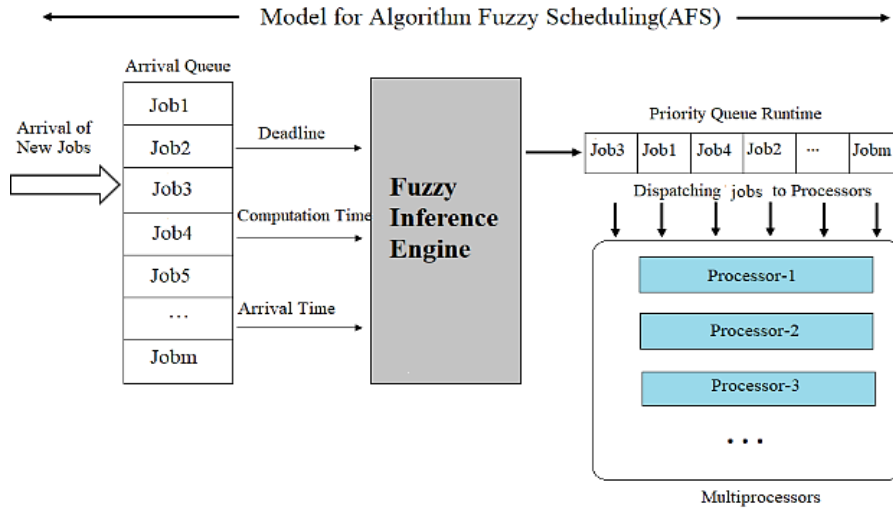 Model for Algorithm Fuzzy Scheduling(AFS)
Arrival Queue
Arrival of
New Jobs
Job1
Job2
Job3
Job4
Job5
...
Jobm
Deadline
Computation Time
Arrival Time
Fuzzy
Inference
Engine
Priority Queue Runtime
Job3 Job1 Job4 Job2 ... Jobm
Dispatching jobs to Processors
Processor-1
Processor-2
Processor-3
...
Multiprocessors